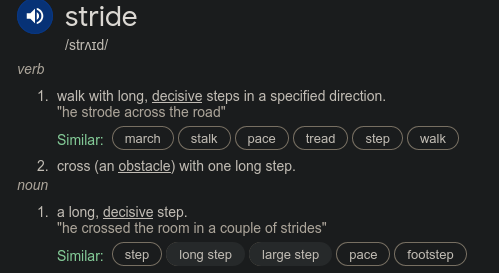 stride
/strʌɪd/
verb
1. walk with long, decisive steps in a specified direction.
"he strode across the road"
Similar: march stalk pace tread step walk
2. cross (an obstacle) with one long step.
noun
1. a long, decisive step.
"he crossed the room in a couple of strides"
Similar: step long step large step pace footstep